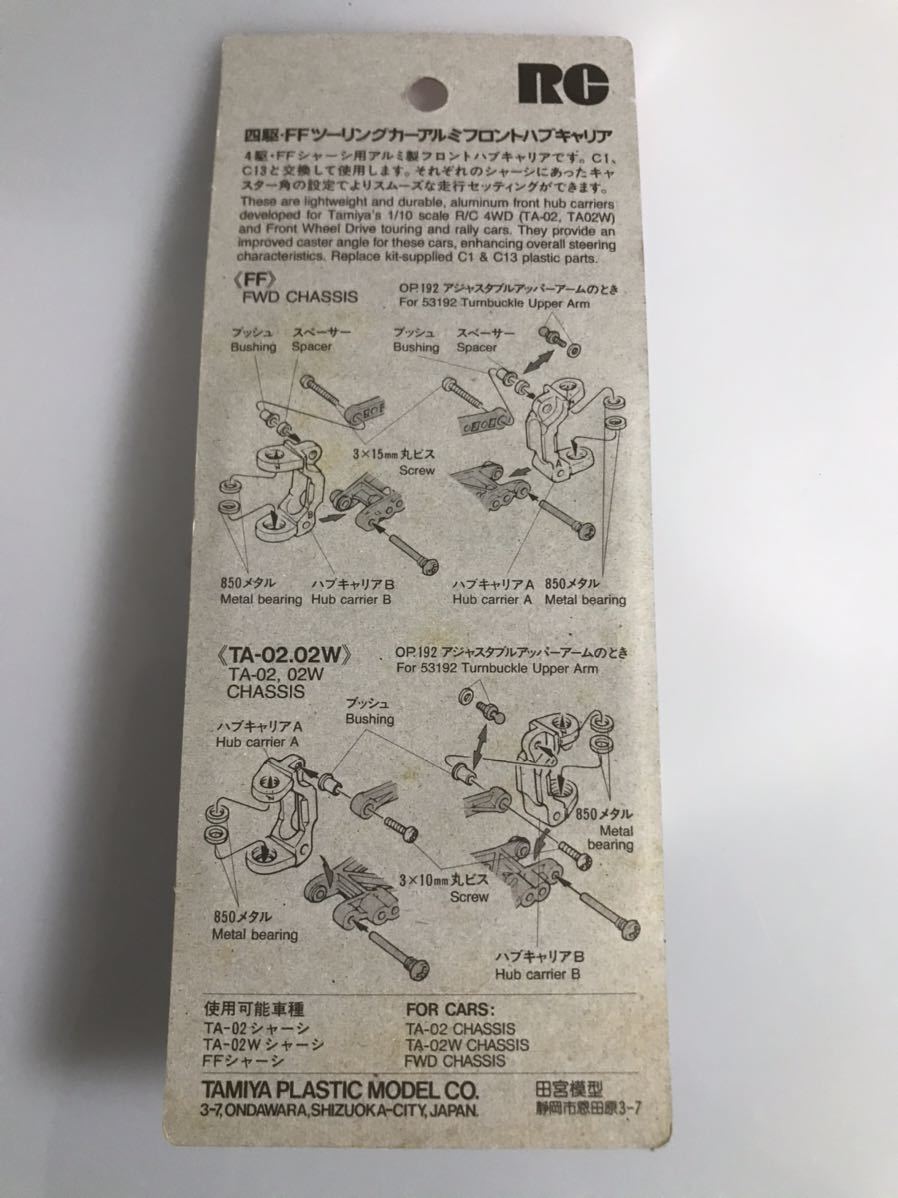 RC
四駆・FFツーリングカーアルミフロントハブキャリア
4駆・FFシャーシ用アルミ製フロントハブキャリアです。C1、
C13と交換して使用します。それぞれのシャーシにあったキャ
スター角の設定でよりスムーズな走行セッティングができます。
These are lightweight and durable, aluminum front hub carriers
developed for Tamiya's 1/10 scale R/C 4WD (TA-02, TA02W)
and Front Wheel Drive touring and rally cars. They provide an
improved caster angle for these cars, enhancing overall steering
characteristics. Replace kit-supplied C1 & C13 plastic parts.
《FF》
FWD CHASSIS
OP.192 アジャスタブルアッパーアームのとき
For 53192 Turnbuckle Upper Arm
ブッシュ スペーサー ブッシュ スペーサー
Bushing Spacer Bushing Spacer
3×15mm丸ビス
Screw
B
A
850メタル ハブキャリアB ハブキャリアA 850メタル
Metal bearing Hub carrier B Hub carrier A Metal bearing
《TA-02.02W》
TA-02, 02W
CHASSIS
OP.192 アジャスタブルアッパーアームのとき
For 53192 Turnbuckle Upper Arm
ブッシュ
Bushing
ハブキャリアA
Hub carrier A
850メタル
Metal
bearing
3×10mm丸ビス
Screw
850メタル
Metal bearing
ハブキャリアB
Hub carrier B
使用可能車種 FOR CARS:
TA-02シャーシ TA-02 CHASSIS
TA-02Wシャーシ TA-02W CHASSIS
FFシャーシ FWD CHASSIS
TAMIYA PLASTIC MODEL CO. 田宮模型
3-7, ONDAWARA, SHIZUOKA-CITY, JAPAN. 静岡市恩田原3-7